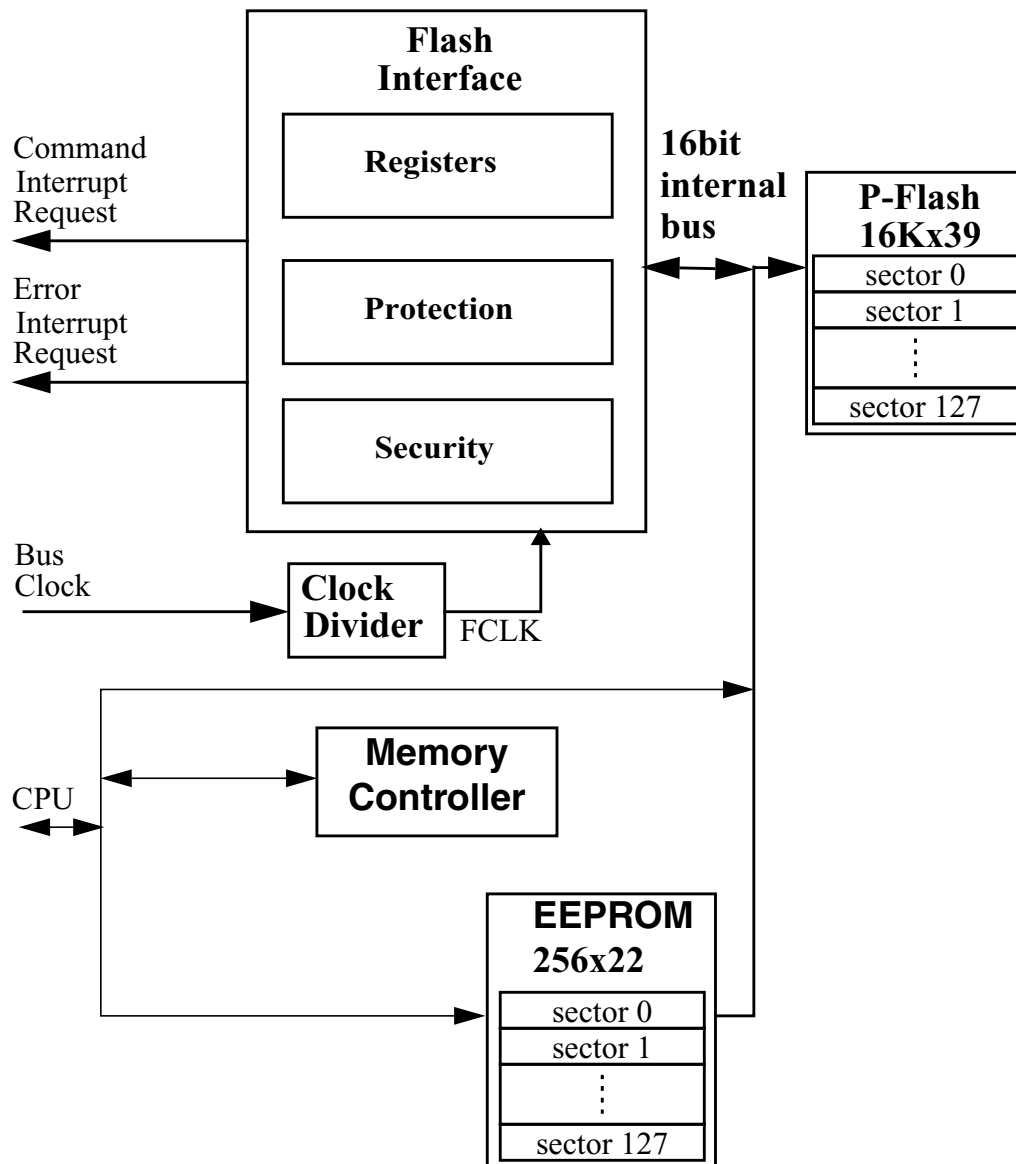 Flash
Interface
Registers
Protection
Security
Command
Interrupt
Request
Error
Interrupt
Request
16bit
internal
bus
P-Flash
16Kx39
sector 0
sector 1
sector 127
Bus
Clock
Clock
Divider
FCLK
CPU
Memory
Controller
EEPROM
256x22
sector 0
sector 1
sector 127